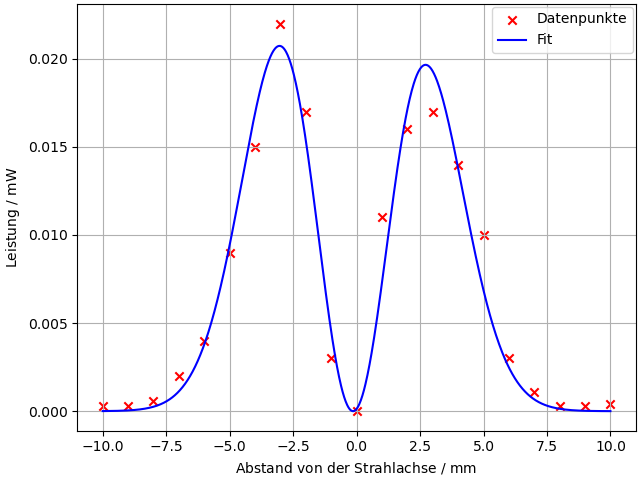 Datenpunkte
Fit
0.020
0.015
0.010
0.005
0.000
Leistung / mW
−10.0 −7.5 −5.0 −2.5 0.0 2.5 5.0 7.5 10.0
Abstand von der Strahlachse / mm